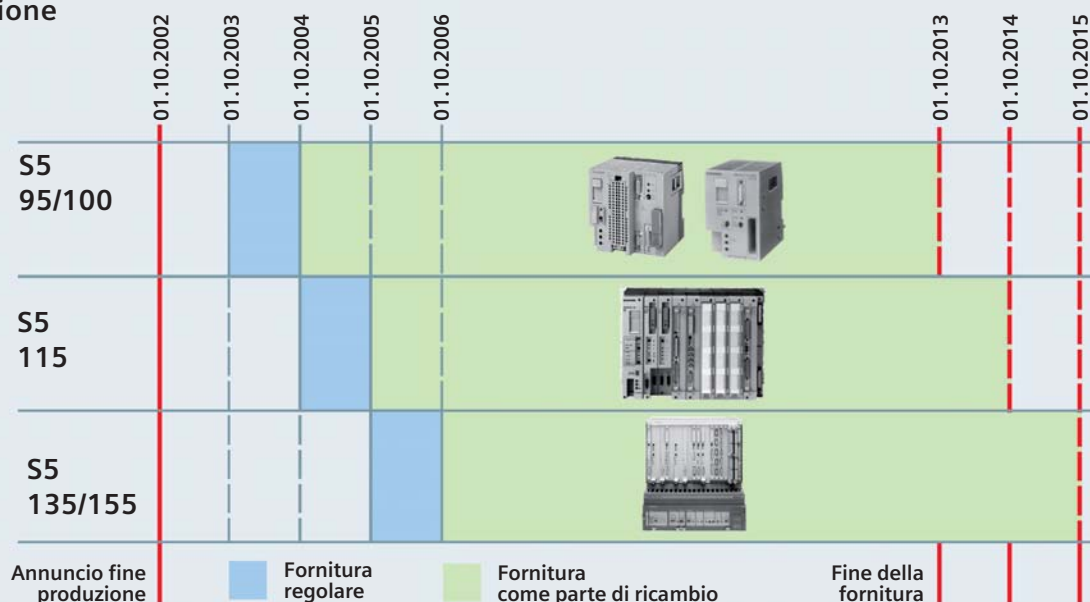 ione
01.10.2002
01.10.2003
01.10.2004
01.10.2005
01.10.2006
01.10.2013
01.10.2014
01.10.2015
S5
95/100
S5
115
S5
135/155
Annuncio fine
produzione
Fornitura
regolare
Fornitura
come parte di ricambio
Fine della
fornitura